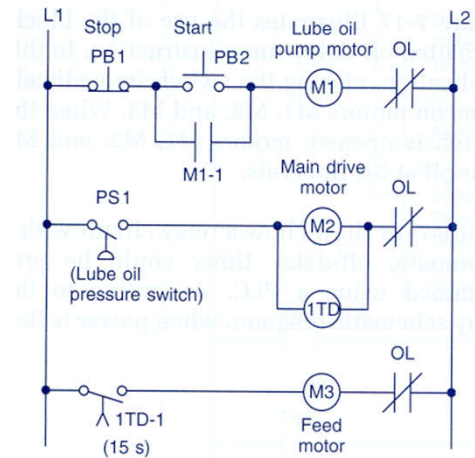 L1
L2
Stop
Start
Lube oil
pump motor
OL
PB1
PB2
M1
M1-1
Main drive
motor
OL
PS1
M2
(Lube oil
pressure switch)
1TD
OL
M3
1TD-1
(15 s)
Feed
motor